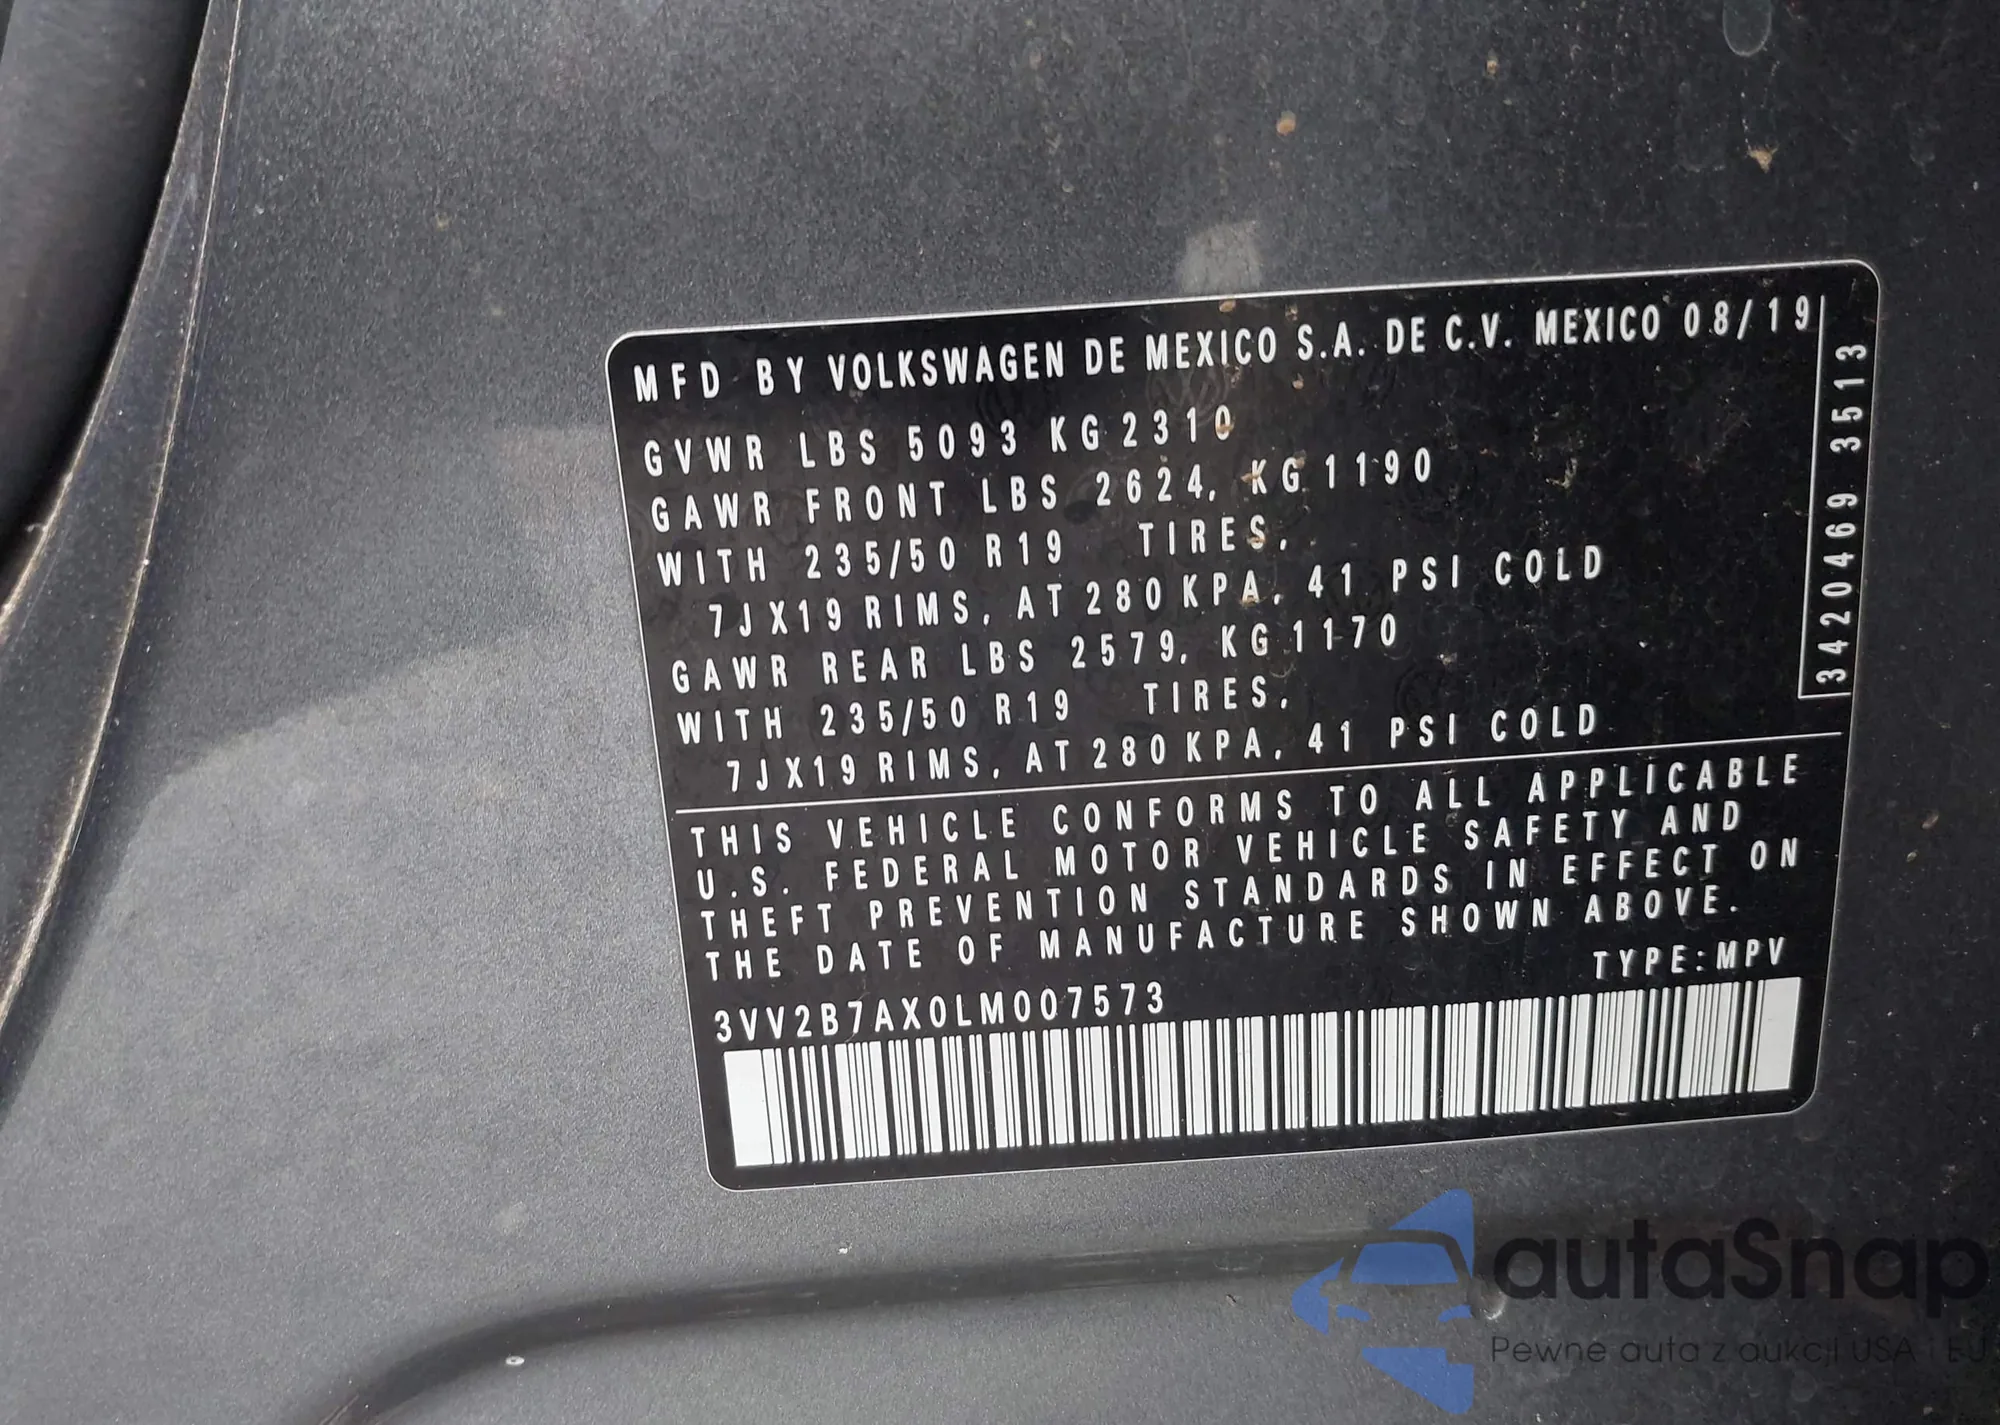 MFD BY VOLKSWAGEN DE MEXICO S.A. DE C.V. MEXICO 08/19
GVWR LBS 5093 KG 2310
GAWR FRONT LBS 2624, KG 1190
WITH 235/50 R19 TIRES,
7JX19 RIMS, AT 280 KPA, 41 PSI COLD
GAWR REAR LBS 2579, KG 1170
WITH 235/50 R19 TIRES,
7JX19 RIMS, AT 280 KPA, 41 PSI COLD
3420469 3513
THIS VEHICLE CONFORMS TO ALL APPLICABLE
U.S. FEDERAL MOTOR VEHICLE SAFETY AND
THEFT PREVENTION STANDARDS IN EFFECT ON
THE DATE OF MANUFACTURE SHOWN ABOVE.
TYPE:MPV
3VV2B7AX0LM007573
autaSnap
Pewne auta z aukcji USA i EU